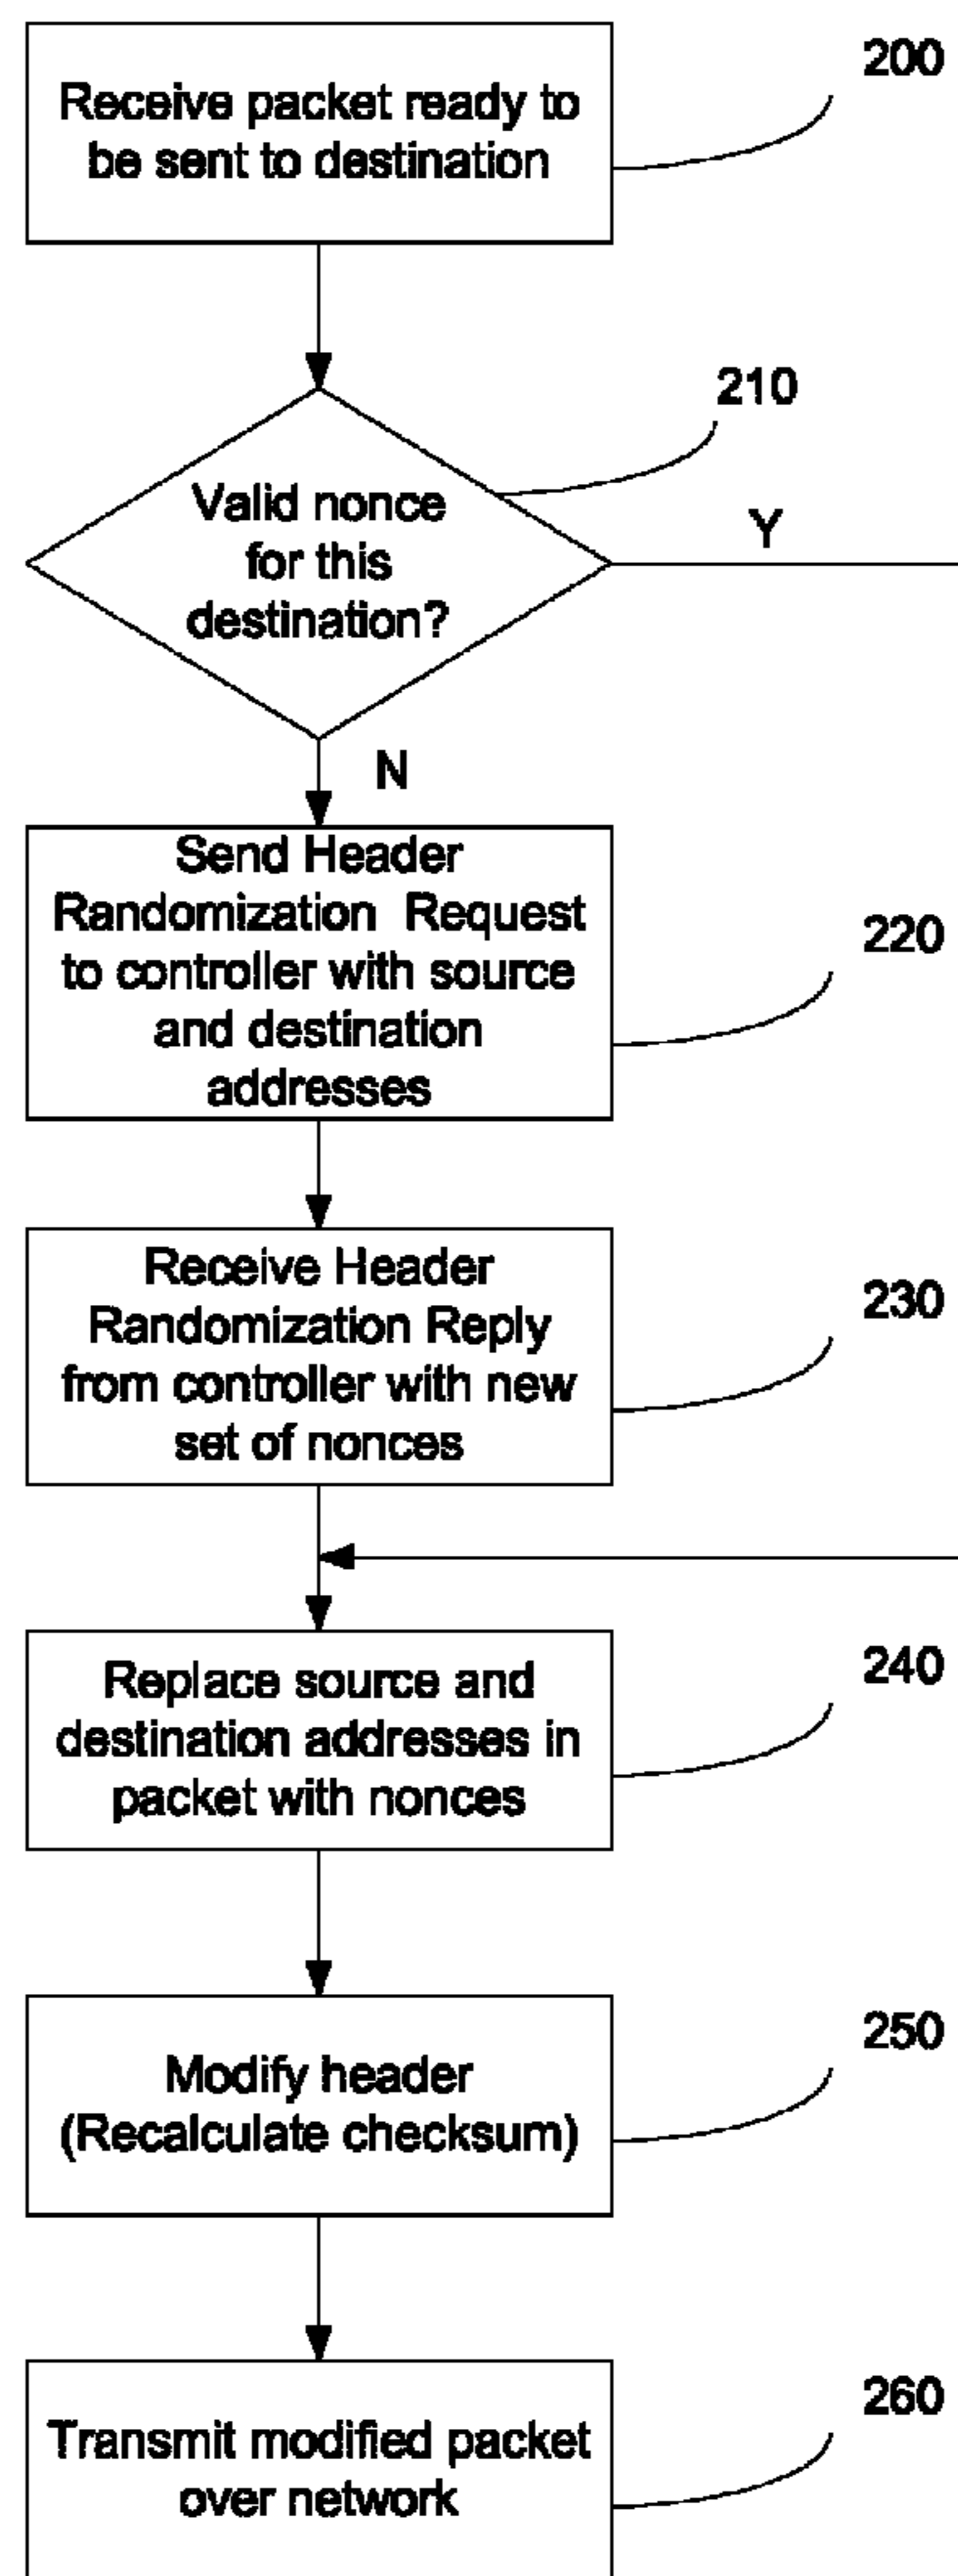 Receive packet ready to
be sent to destination
200
210
Valid nonce
for this
destination?
Y
N
Send Header
Randomization Request
to controller with source
and destination
addresses
220
Receive Header
Randomization Reply
from controller with new
set of nonces
230
Replace source and
destination addresses in
packet with nonces
240
Modify header
(Recalculate checksum)
250
Transmit modified packet
over network
260